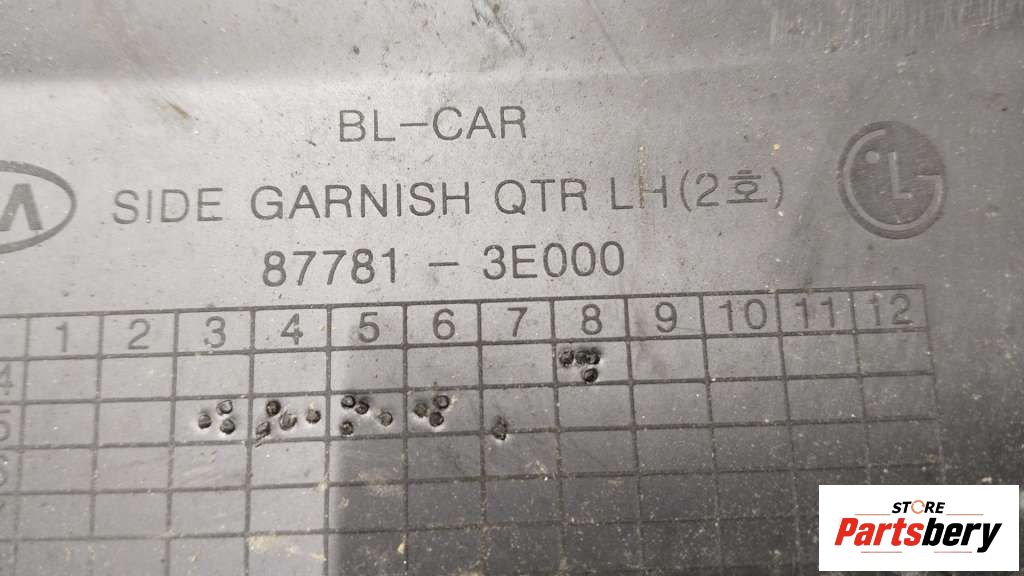 BL-CAR
SIDE GARNISH QTR LH(2호)
87781 - 3E000
1 2 3 4 5 6 7 8 9 10 11 12
4
5
STORE
Partsbery